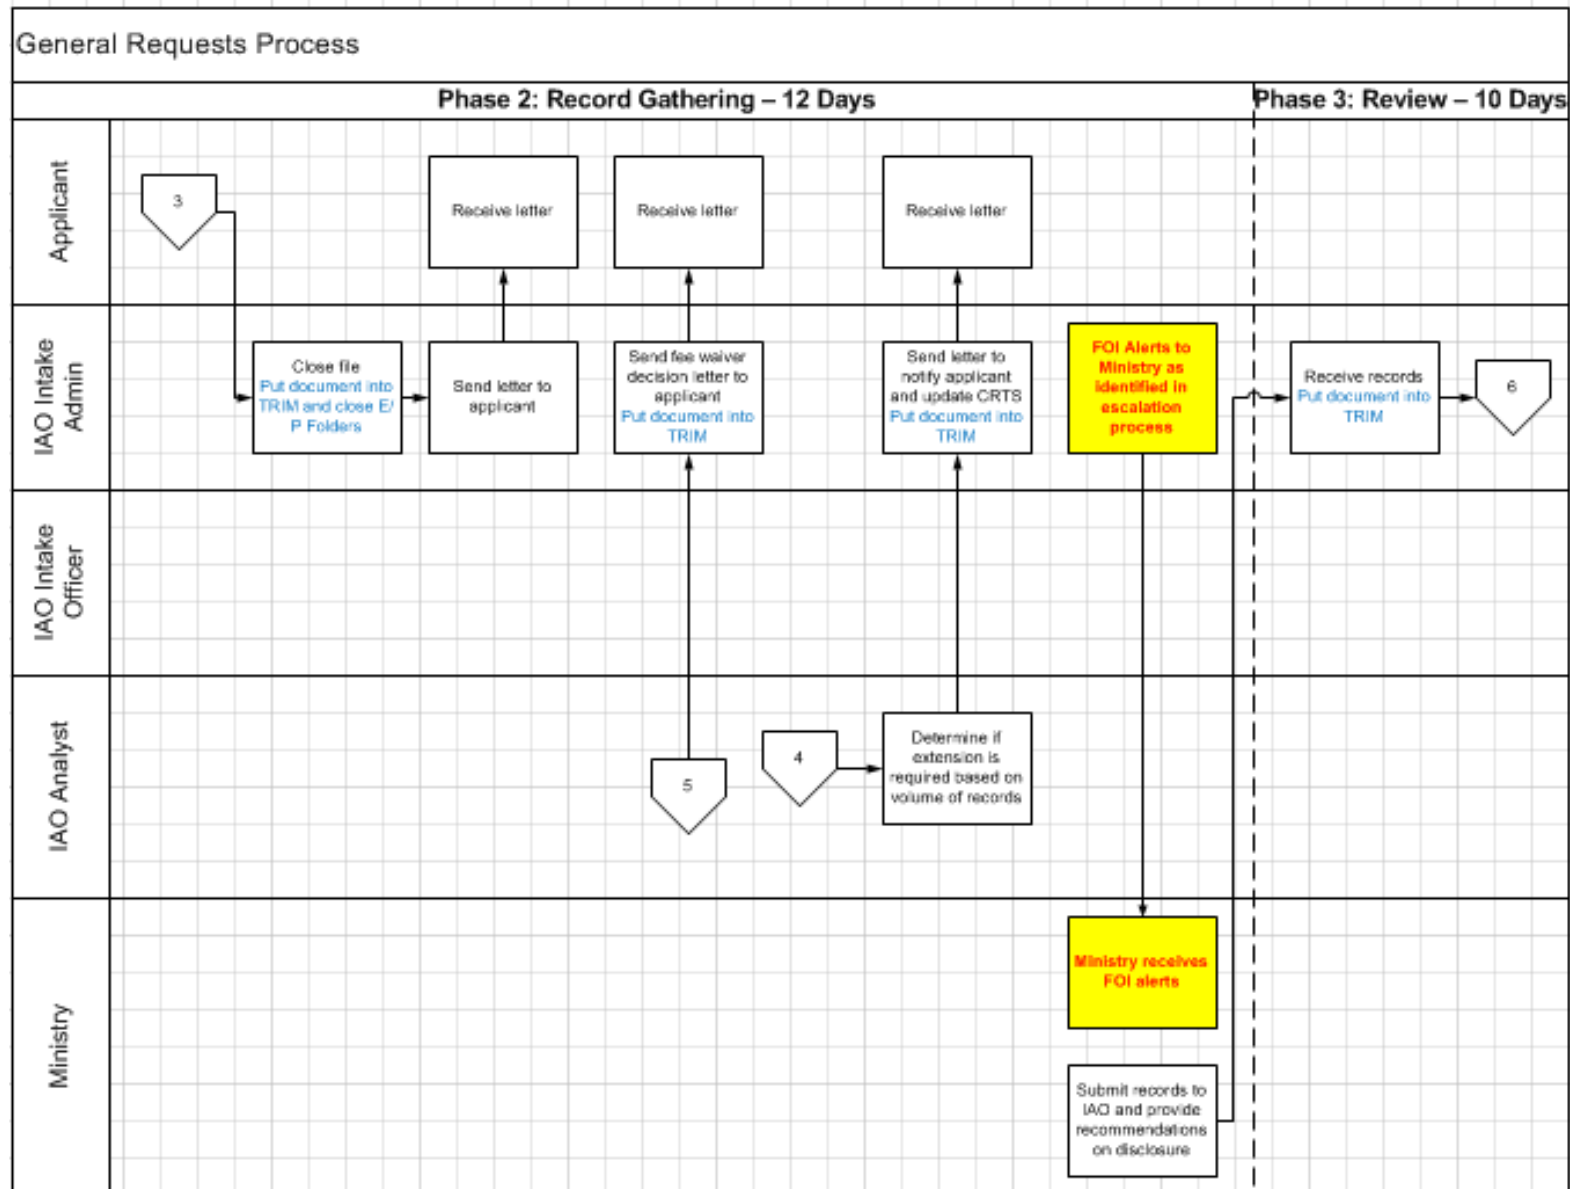 General Requests Process
Phase 2: Record Gathering – 12 Days
Phase 3: Review – 10 Days
Applicant
3
Receive letter
Receive letter
Receive letter
IAO Intake
Admin
Close file
Put document into
TRIM and close E/
P Folders
Send letter to
applicant
Send fee waiver
decision letter to
applicant
Put document into
TRIM
Send letter to
notify applicant
and update CRTS
Put document into
TRIM
FOI Alerts to
Ministry as
identified in
escalation
process
Receive records
Put document into
TRIM
6
IAO Intake
Officer
IAO Analyst
5
4
Determine if
extension is
required based on
volume of records
Ministry
Ministry receives
FOI alerts
Submit records to
IAO and provide
recommendations
on disclosure